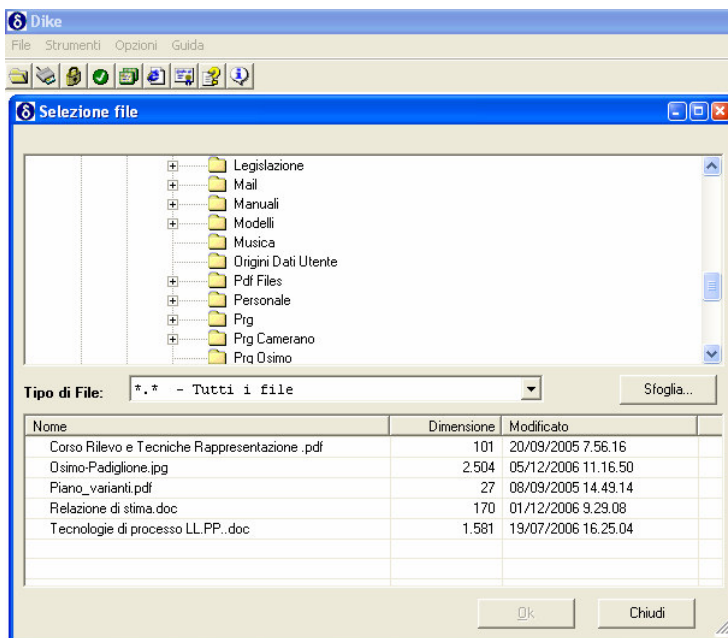 Dike
File Strumenti Opzioni Guida
Selezione file
Legislazione
Mail
Manuali
Modelli
Musica
Origini Dati Utente
Pdf Files
Personale
Prg
Prg Camerano
Prg Osimo
Tipo di File: *.* - Tutti i file Sfoglia...
Nome Dimensione Modificato
Corso Rilevo e Tecniche Rappresentazione .pdf 101 20/09/2005 7.56.16
Osimo-Padiglione.jpg 2.504 05/12/2006 11.16.50
Piano_varianti.pdf 27 08/09/2005 14.49.14
Relazione di stima.doc 170 01/12/2006 9.29.08
Tecnologie di processo LL.PP..doc 1.581 19/07/2006 16.25.04
Ok Chiudi